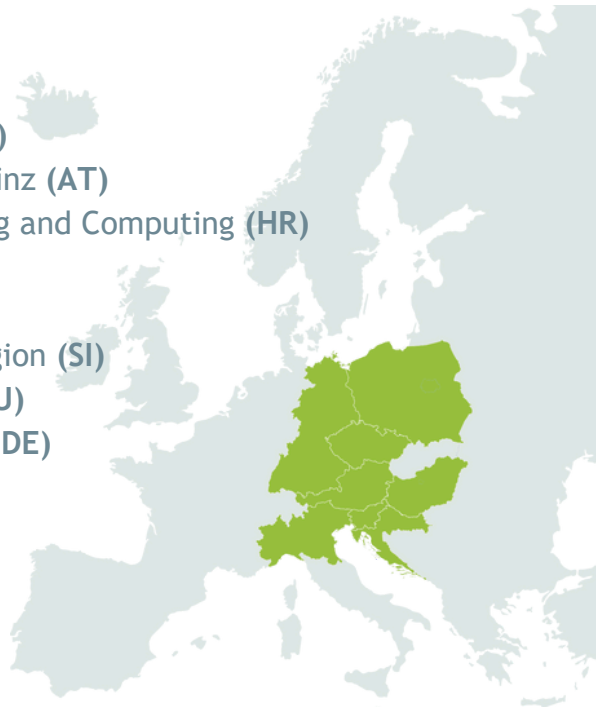 )
inz (AT)
g and Computing (HR)
gion (SI)
U)
DE)